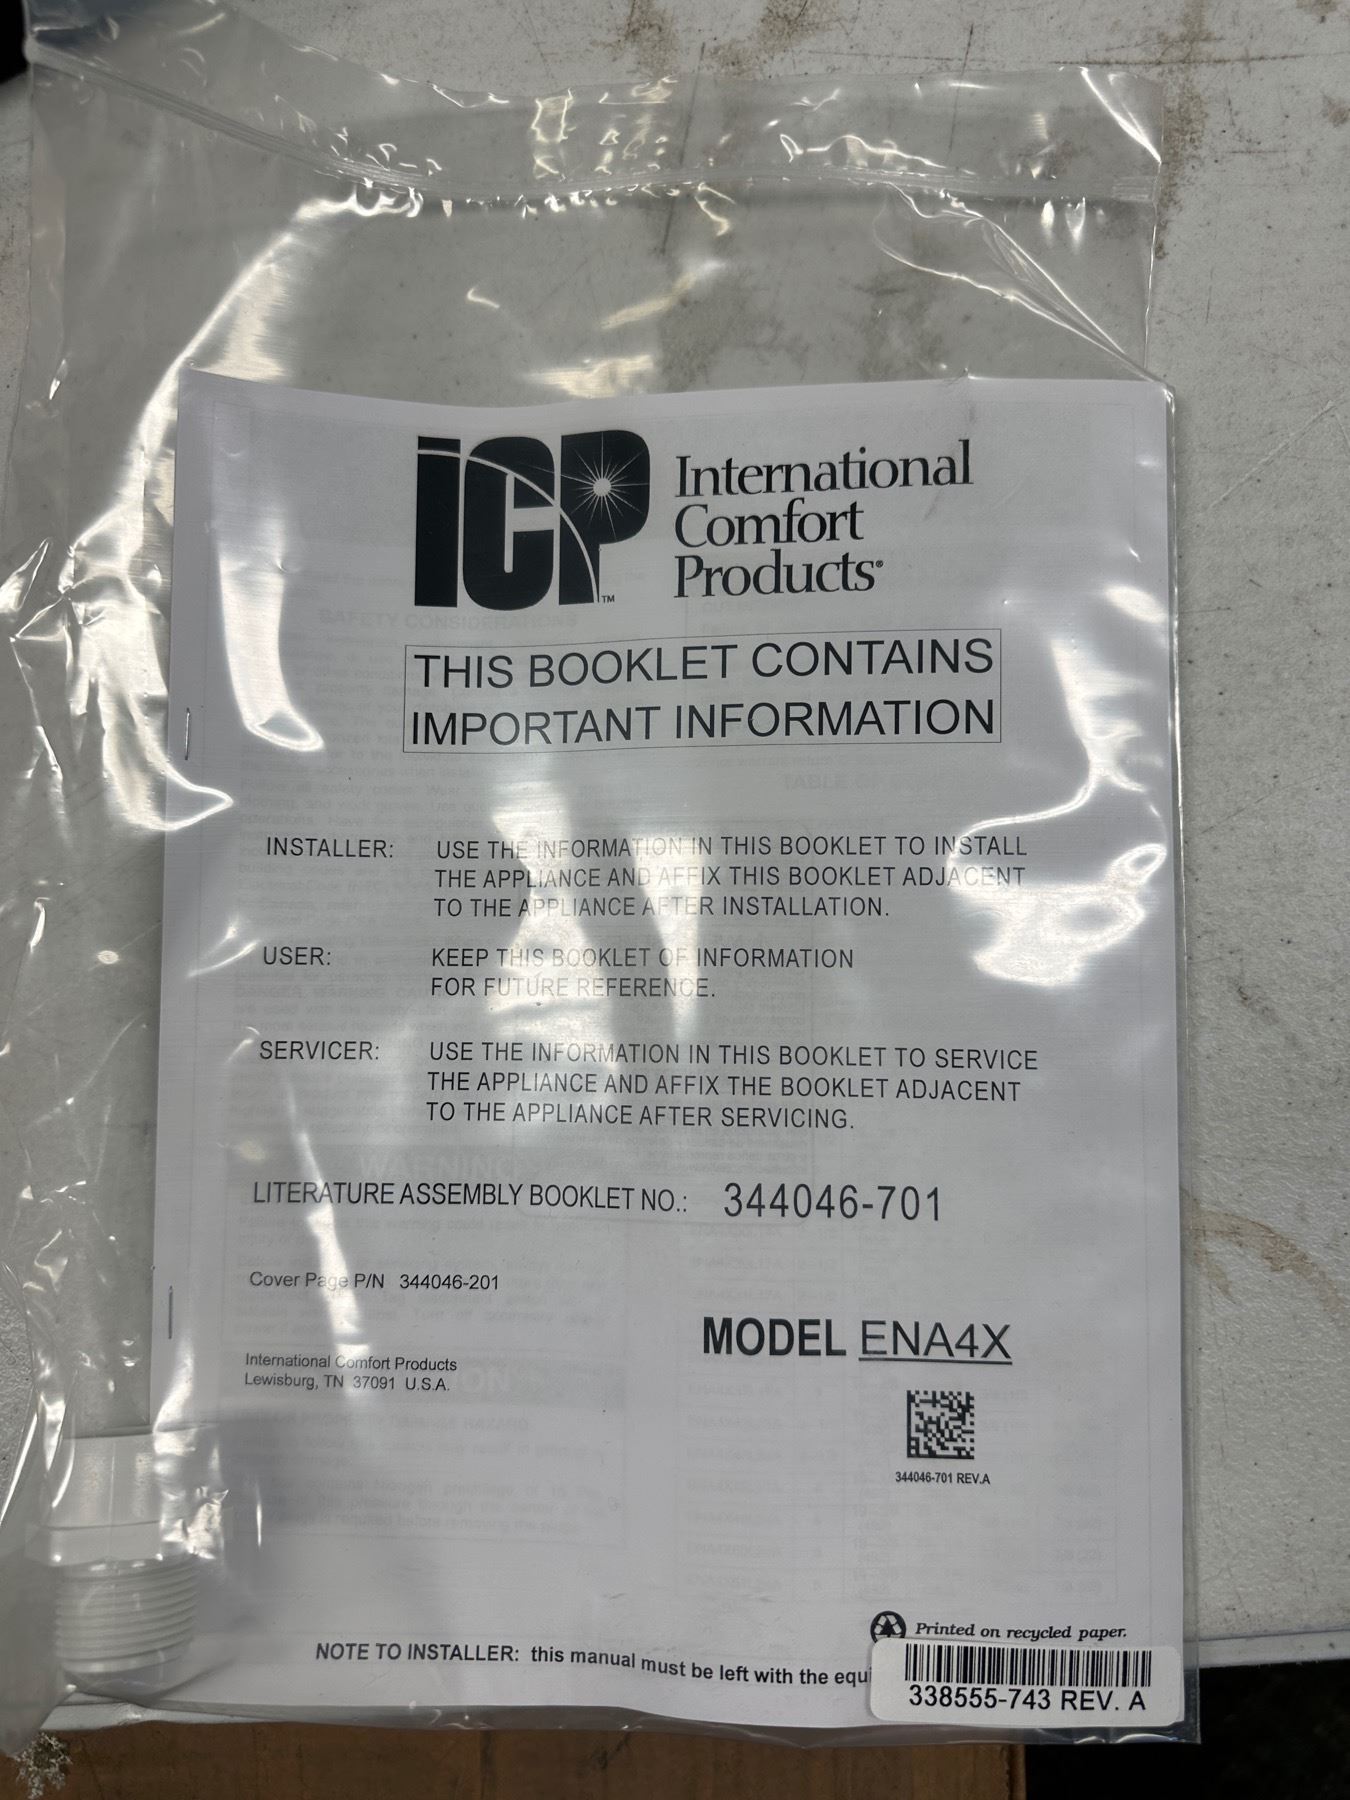 iCP
TM
International
Comfort
Products®
THIS BOOKLET CONTAINS
IMPORTANT INFORMATION
INSTALLER: USE THE INFORMATION IN THIS BOOKLET TO INSTALL
THE APPLIANCE AND AFFIX THIS BOOKLET ADJACENT
TO THE APPLIANCE AFTER INSTALLATION.
USER: KEEP THIS BOOKLET OF INFORMATION
FOR FUTURE REFERENCE.
SERVICER: USE THE INFORMATION IN THIS BOOKLET TO SERVICE
THE APPLIANCE AND AFFIX THE BOOKLET ADJACENT
TO THE APPLIANCE AFTER SERVICING.
LITERATURE ASSEMBLY BOOKLET NO.: 344046-701
Cover Page P/N 344046-201
MODEL ENA4X
International Comfort Products
Lewisburg, TN 37091 U.S.A.
344046-701 REV.A
Printed on recycled paper.
NOTE TO INSTALLER: this manual must be left with the equi
338555-743 REV. A